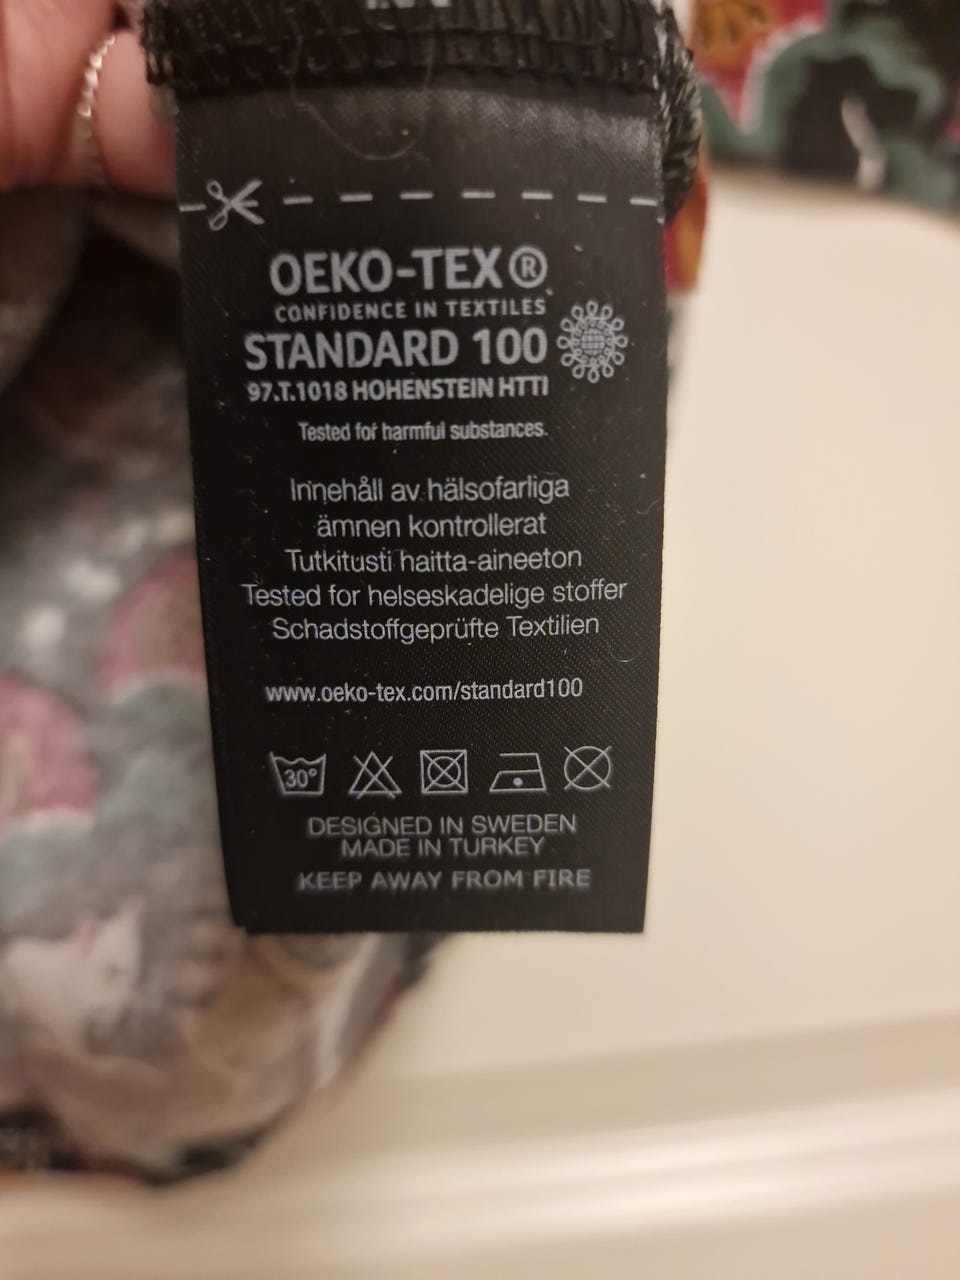 OEKO-TEX®
CONFIDENCE IN TEXTILES
STANDARD 100
97.T.1018 HOHENSTEIN HTTI
Tested for harmful substances.
Innehåll av hälsofarliga
ämnen kontrollerat
Tutkitusti haitta-aineeton
Tested for helseskadelige stoffer
Schadstoffgeprüfte Textilien
www.oeko-tex.com/standard100
30°
DESIGNED IN SWEDEN
MADE IN TURKEY
KEEP AWAY FROM FIRE